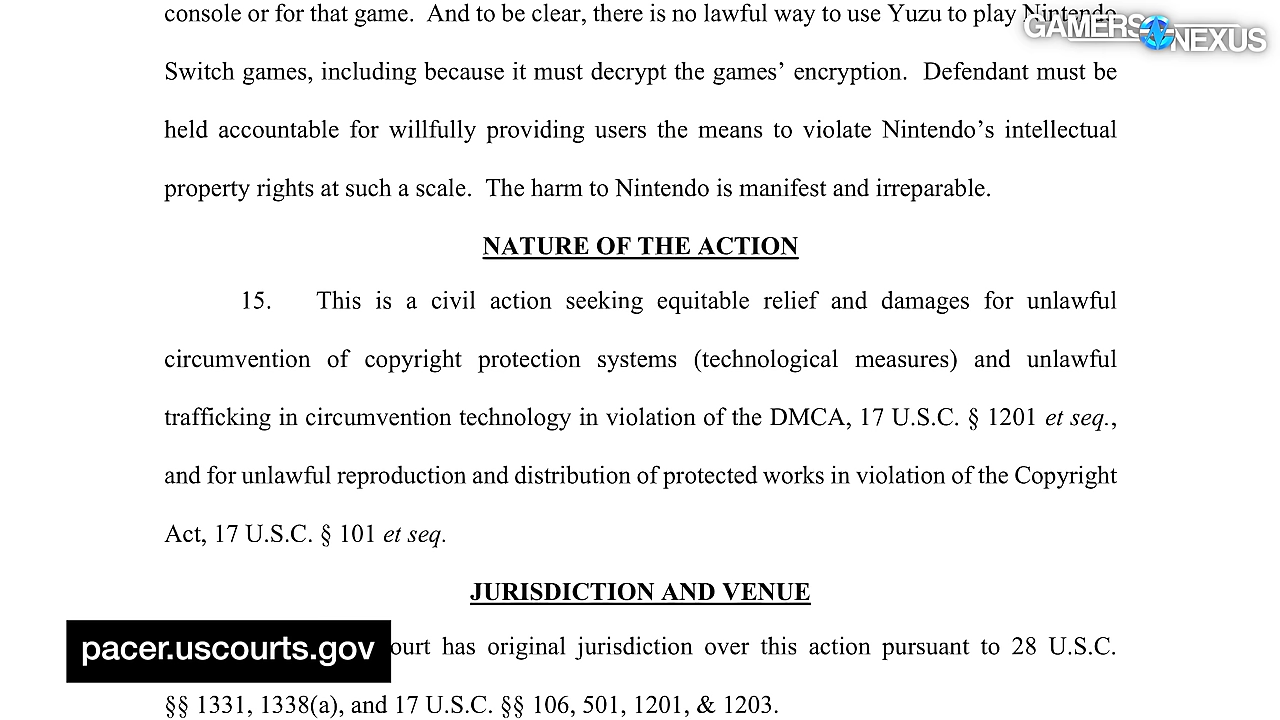 console or for that game. And to be clear, there is no lawful way to use Yuzu to play Nintendo
GAMERS NEXUS
Switch games, including because it must decrypt the games’ encryption. Defendant must be
held accountable for willfully providing users the means to violate Nintendo’s intellectual
property rights at such a scale. The harm to Nintendo is manifest and irreparable.
NATURE OF THE ACTION
15. This is a civil action seeking equitable relief and damages for unlawful
circumvention of copyright protection systems (technological measures) and unlawful
trafficking in circumvention technology in violation of the DMCA, 17 U.S.C. § 1201 et seq.,
and for unlawful reproduction and distribution of protected works in violation of the Copyright
Act, 17 U.S.C. § 101 et seq.
JURISDICTION AND VENUE
pacer.uscourts.gov
ourt has original jurisdiction over this action pursuant to 28 U.S.C.
§§ 1331, 1338(a), and 17 U.S.C. §§ 106, 501, 1201, & 1203.